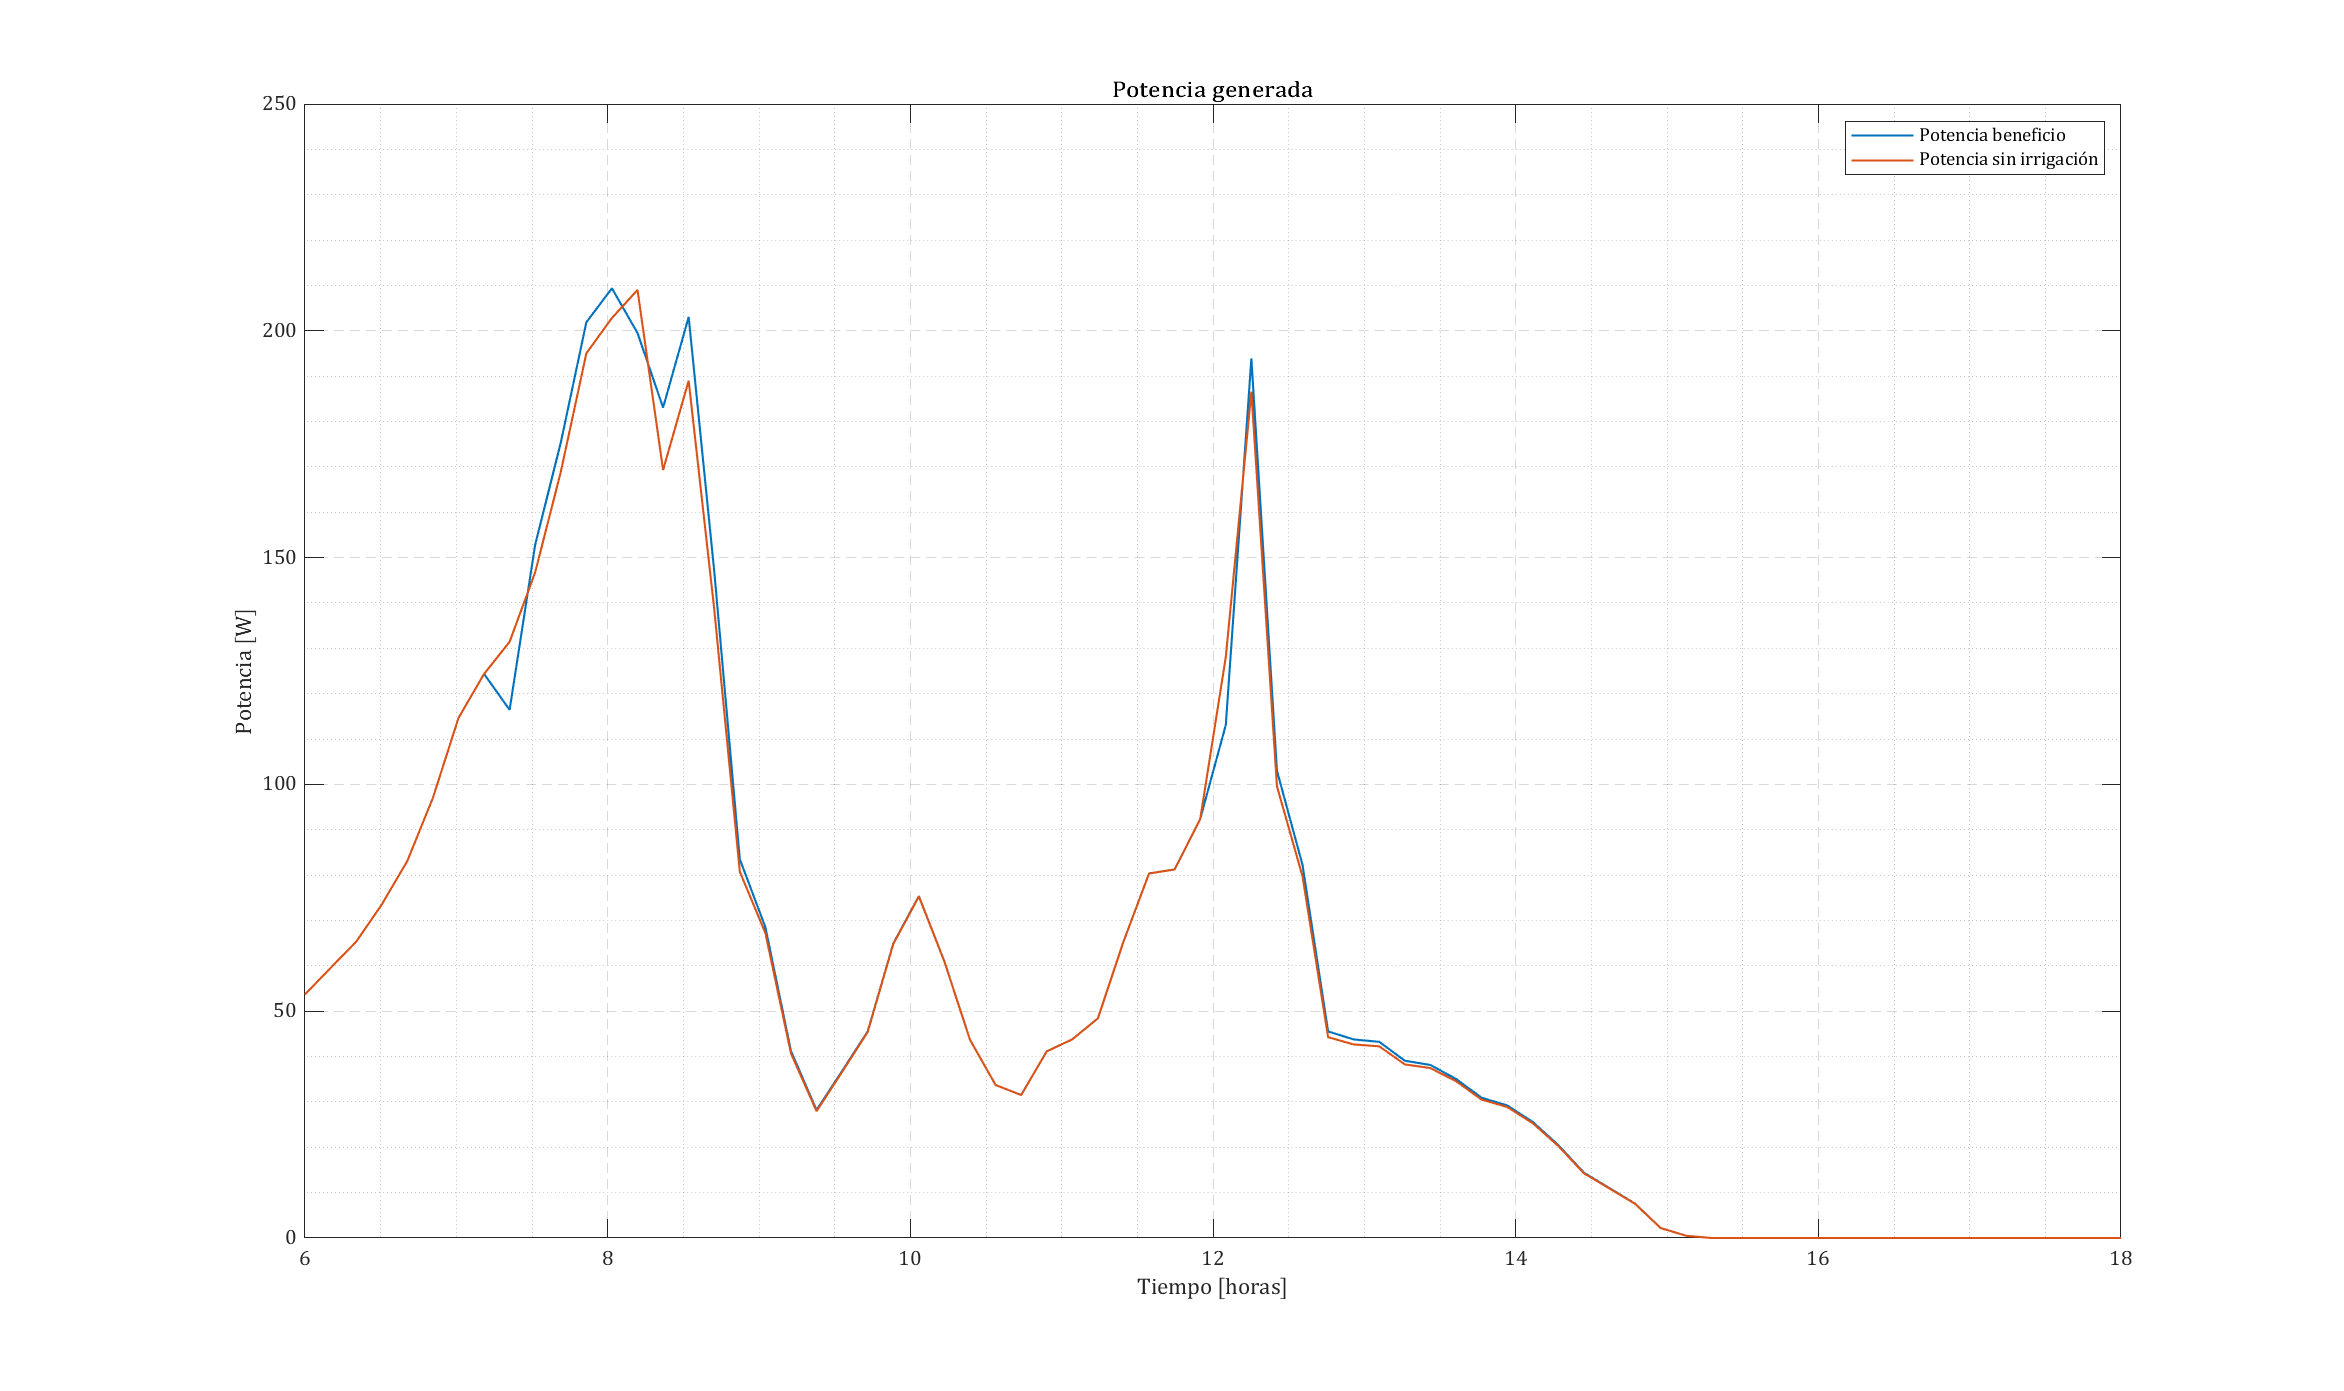 Potencia generada
250
200
150
100
50
0
Potencia [W]
Potencia beneficio
Potencia sin irrigación
6 8 10 12 14 16 18
Tiempo [horas]